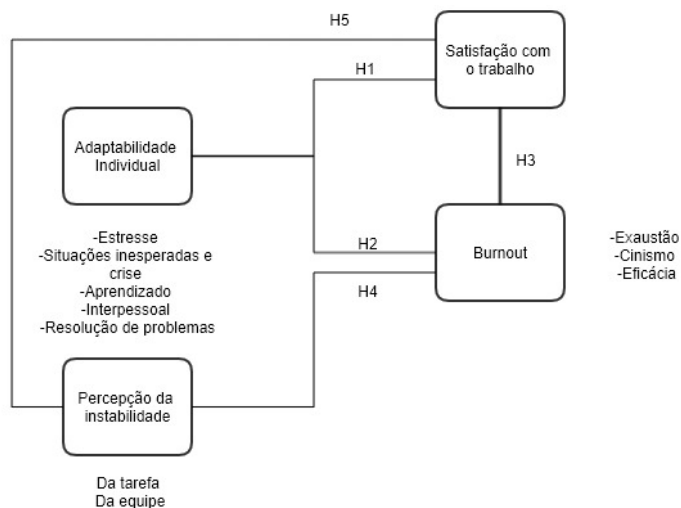 H5
Satisfação com
o trabalho
H1
Adaptabilidade
Individual
H3
-Estresse
-Situações inesperadas e
crise
-Aprendizado
-Interpessoal
-Resolução de problemas
H2
Burnout
-Exaustão
-Cinismo
-Eficácia
H4
Percepção da
instabilidade
Da tarefa
Da equipe